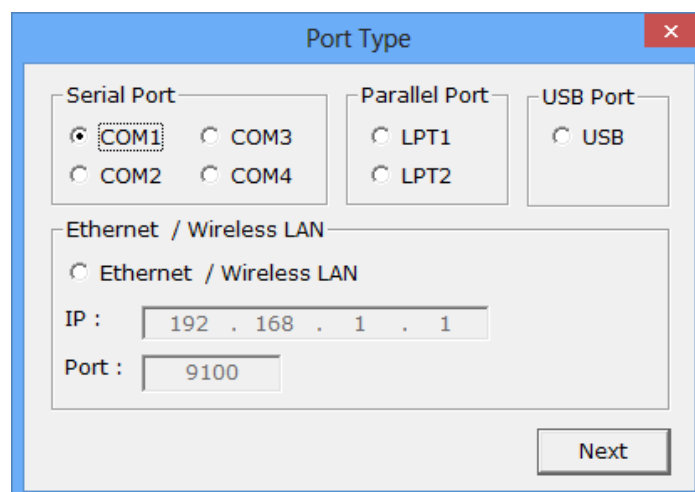 Port Type
Serial Port
COM1 COM3
COM2 COM4
Parallel Port
LPT1
LPT2
USB Port
USB
Ethernet / Wireless LAN
Ethernet / Wireless LAN
IP : 192 . 168 . 1 . 1
Port : 9100
Next